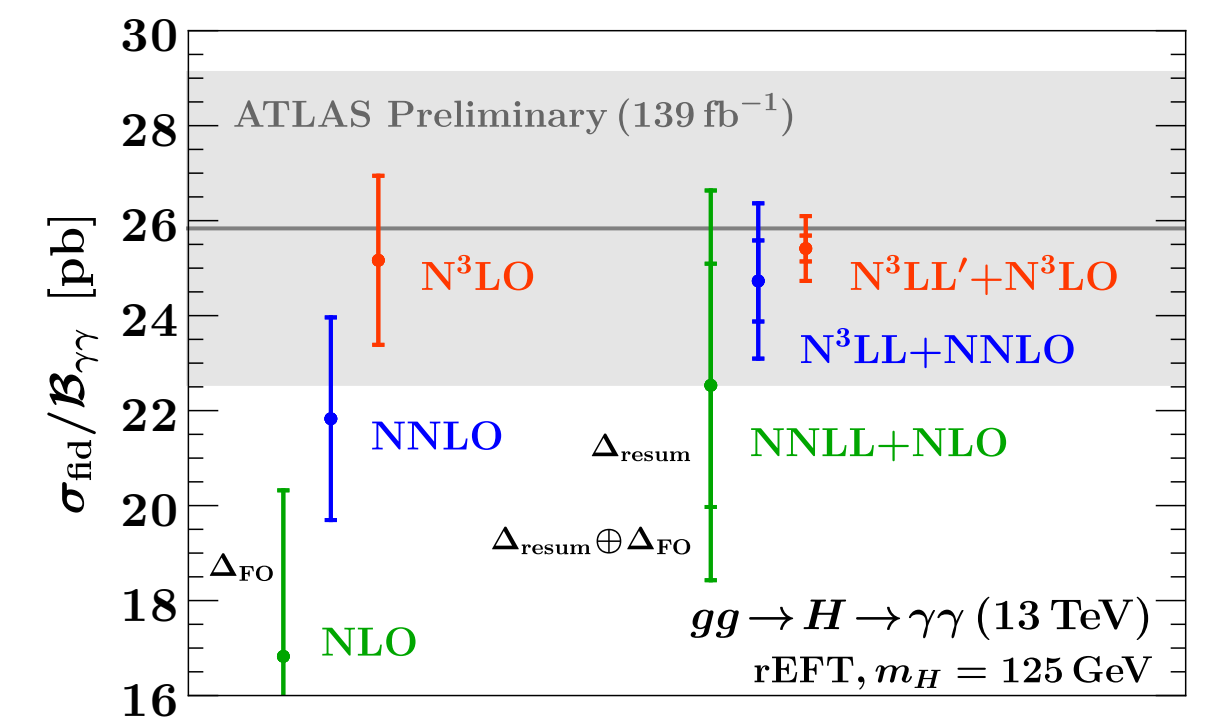 σ_fid/ℬ_γγ [pb]
30
28
26
24
22
20
18
16
ATLAS Preliminary (139 fb⁻¹)
N³LO
N³LL′+N³LO
N³LL+NNLO
NNLO
NNLL+NLO
Δ_resum
Δ_resum⊕Δ_FO
Δ_FO
NLO
gg→H→γγ (13 TeV)
rEFT, m_H = 125 GeV